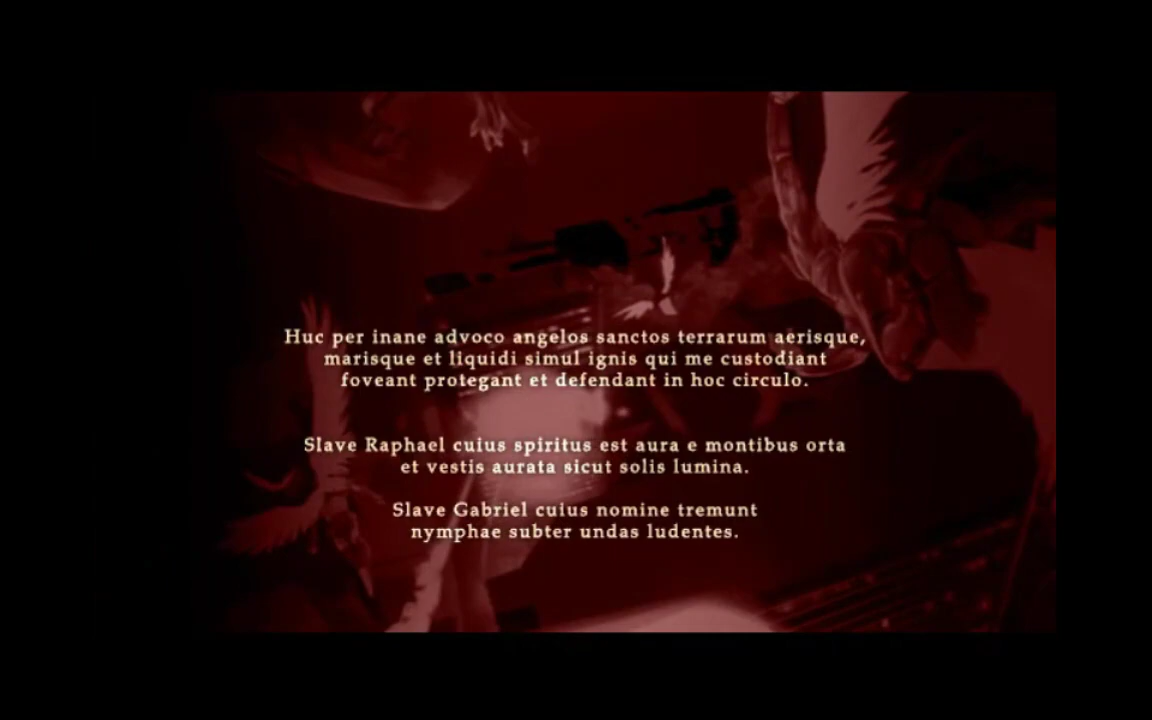 Huc per inane advoco angelos sanctos terrarum aerisque,
marisque et liquidi simul ignis qui me custodiant
foveant protegant et defendant in hoc circulo.
Slave Raphael cuius spiritus est aura e montibus orta
et vestis aurata sicut solis lumina.
Slave Gabriel cuius nomine tremunt
nymphae subter undas ludentes.